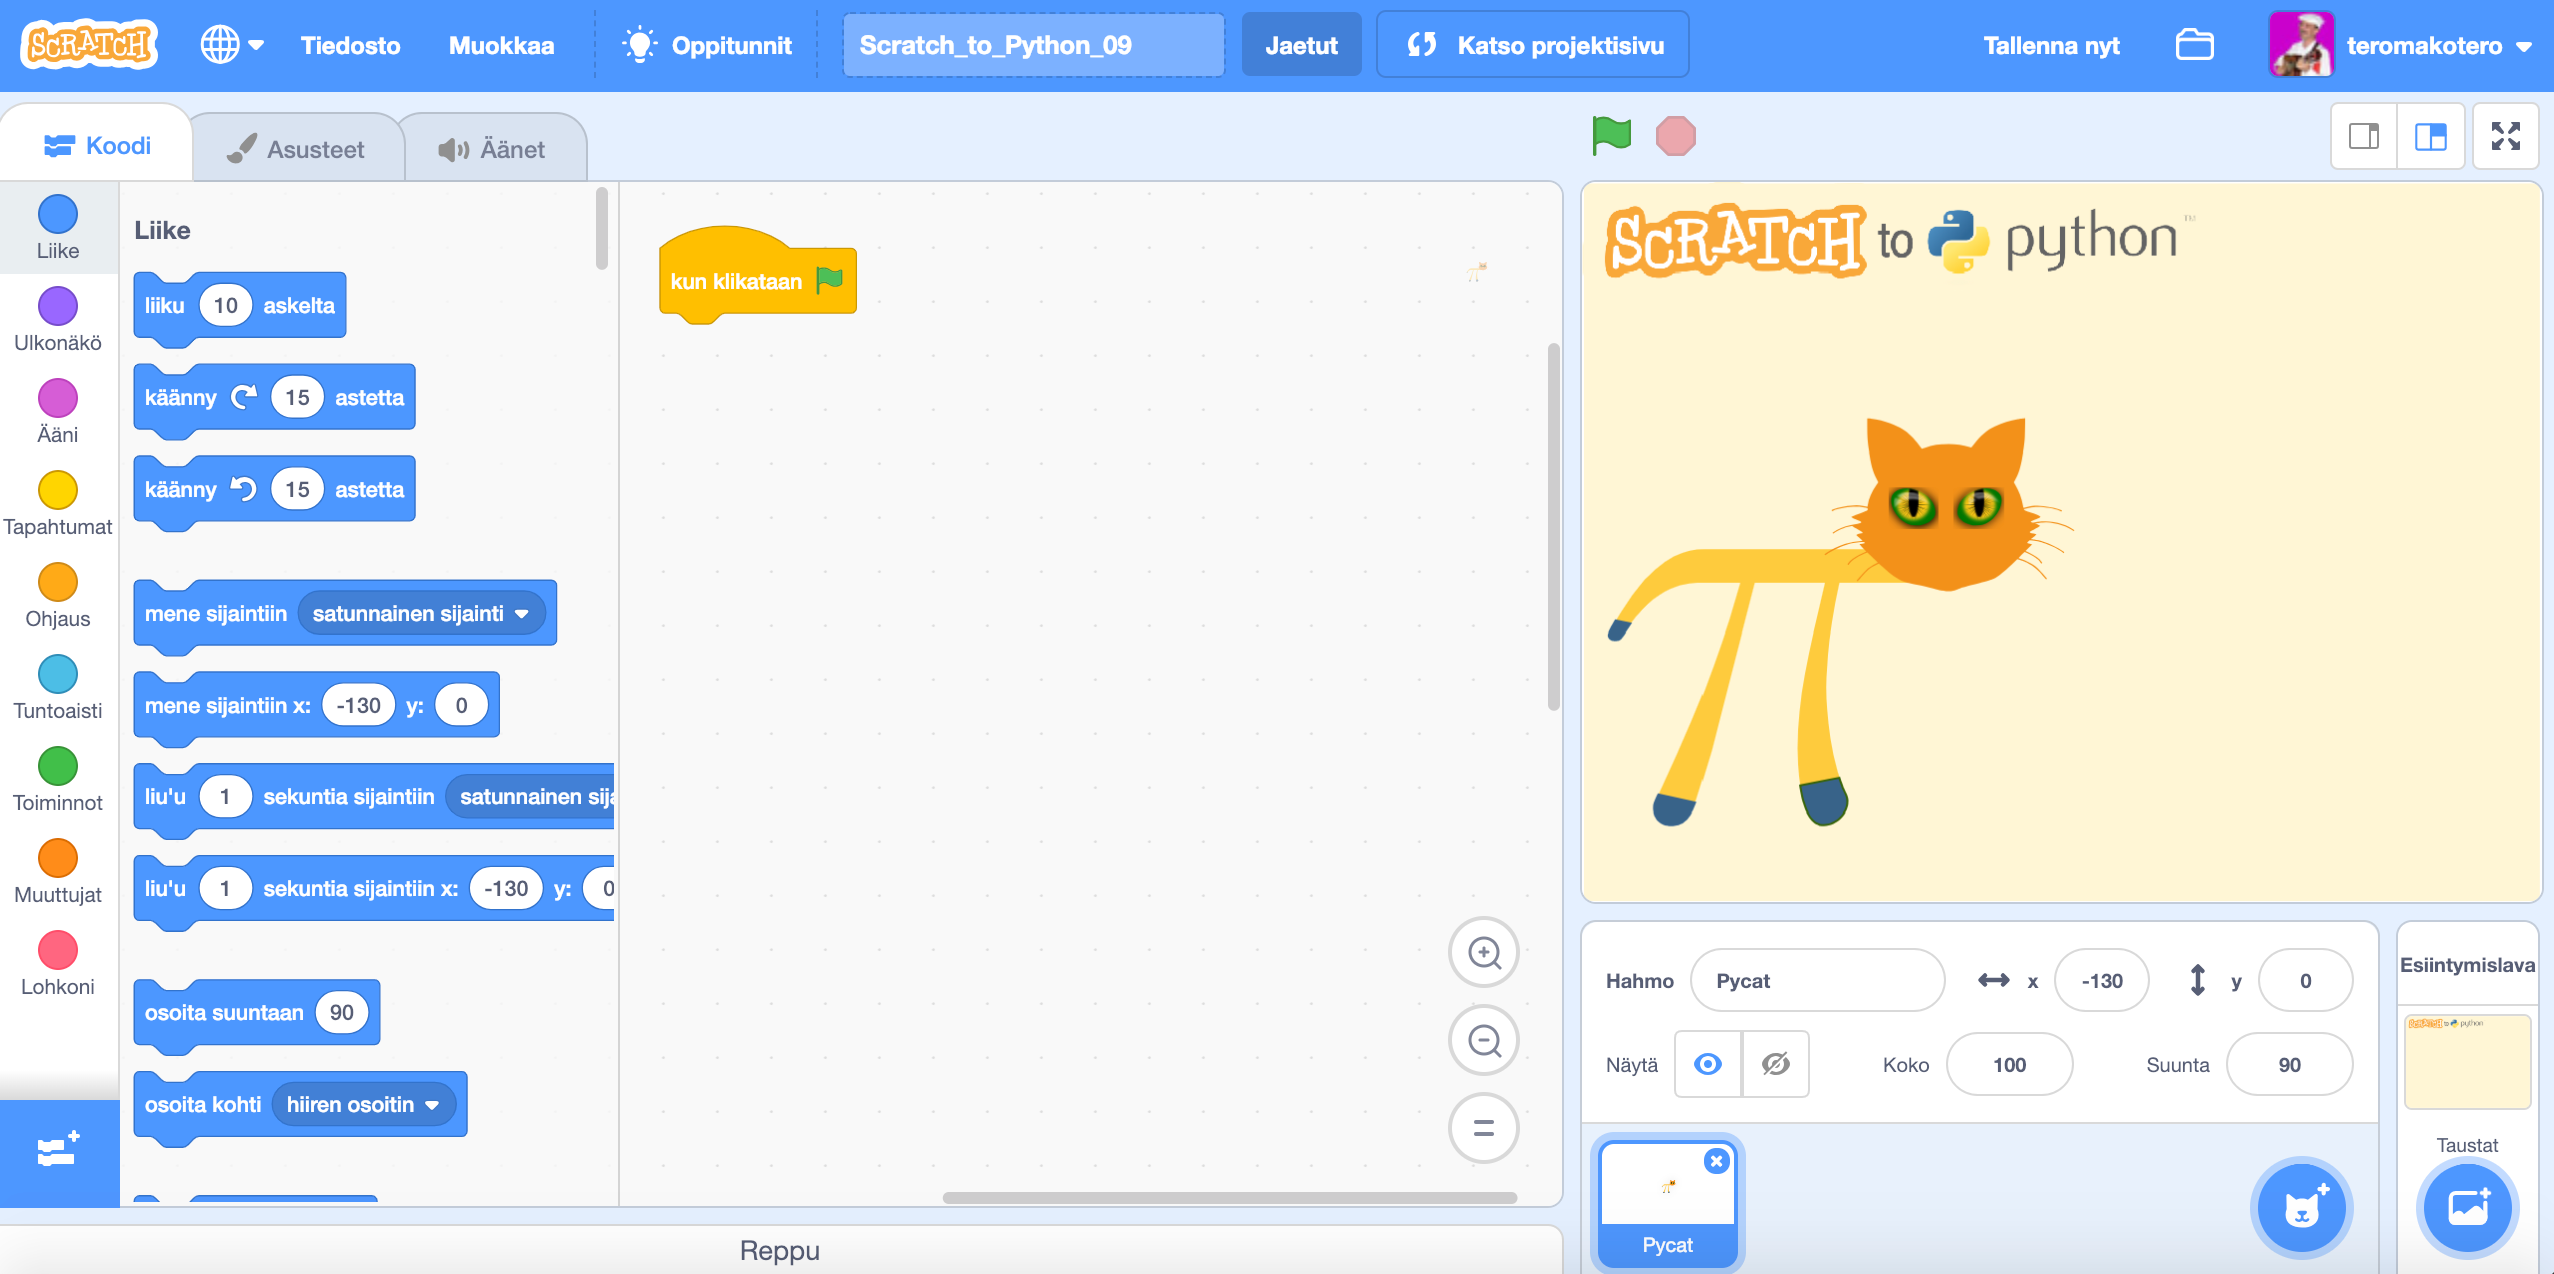 SCRATCH
Tiedosto
Muokkaa
Oppitunnit
Scratch_to_Python_09
Jaetut
Katso projektisivu
Tallenna nyt
teromakotero
Koodi
Asusteet
Äänet
Liike
Ulkonäkö
Ääni
Tapahtumat
Ohjaus
Tuntoaisti
Toiminnot
Muuttujat
Lohkoni
Liike
liiku 10 askelta
käänny 15 astetta
käänny 15 astetta
mene sijaintiin satunnainen sijainti
mene sijaintiin x: -130 y: 0
liu'u 1 sekuntia sijaintiin satunnainen sija
liu'u 1 sekuntia sijaintiin x: -130 y: 0
osoita suuntaan 90
osoita kohti hiiren osoitin
kun klikataan
Reppu
SCRATCH to python™
Hahmo Pycat x -130 y 0
Näytä Koko 100 Suunta 90
Pycat
Esiintymislava
SCRATCH to python
Taustat